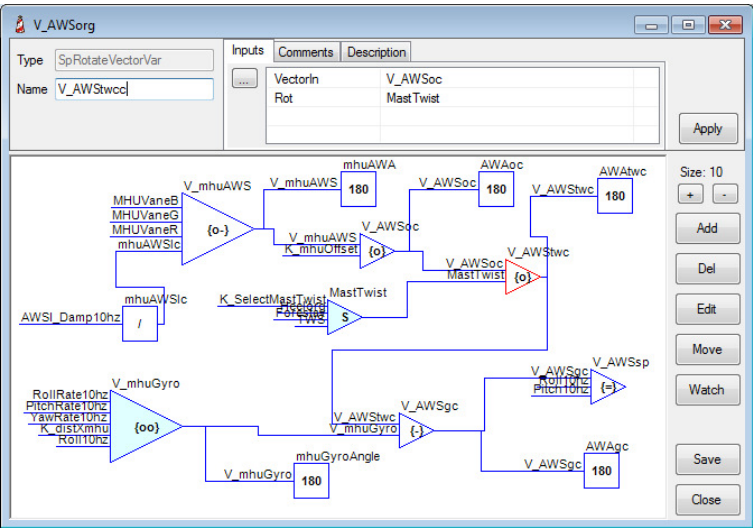 V_AWSorg
Type SpRotateVectorVar
Name V_AWStwcc
Inputs Comments Description
...
VectorIn V_AWSoc
Rot MastTwist
Apply
Size: 10
+ -
Add
Del
Edit
Move
Watch
Save
Close
mhuAWA
V_mhuAWS
180
AWAoc
V_AWSoc
180
AWAtwc
V_AWStwc
180
V_mhuAWS
MHUVaneB
MHUVaneG
MHUVaneR
mhuAWSlc
{o-}
V_AWSoc
V_mhuAWS
K_mhuOffset
{o}
V_AWStwc
V_AWSoc
MastTwist
{o}
mhuAWSlc
AWSI_Damp10hz
/
MastTwist
K_SelectMastTwist
TWS
S
V_mhuGyro
RollRate10hz
PitchRate10hz
YawRate10hz
K_distXmhu
Roll10hz
{oo}
V_AWSgc
V_AWStwc
V_mhuGyro
{-}
V_AWSsp
V_AWSgc
Roll10hz
Pitch10hz
{=}
mhuGyroAngle
V_mhuGyro
180
AWAgc
V_AWSgc
180